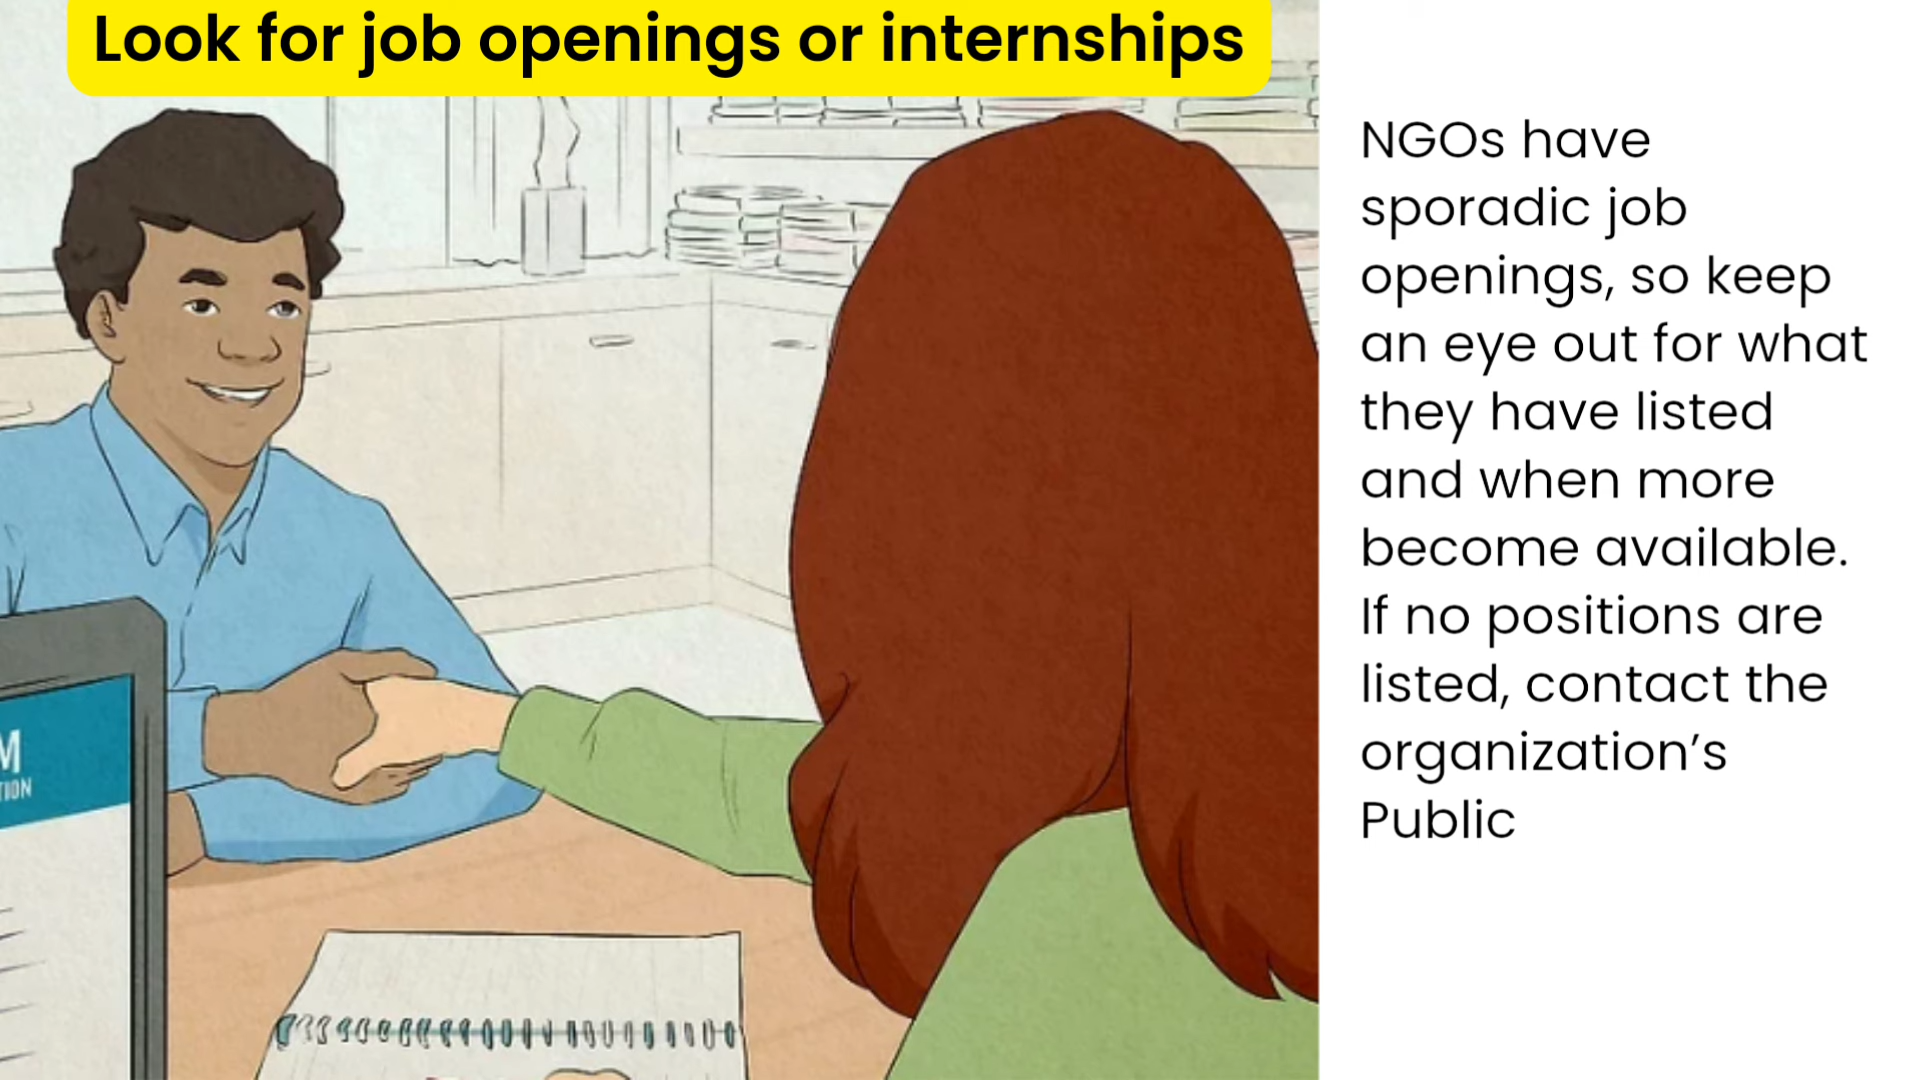 Look for job openings or internships
NGOs have
sporadic job
openings, so keep
an eye out for what
they have listed
and when more
become available.
If no positions are
listed, contact the
organization’s
Public
M
TION